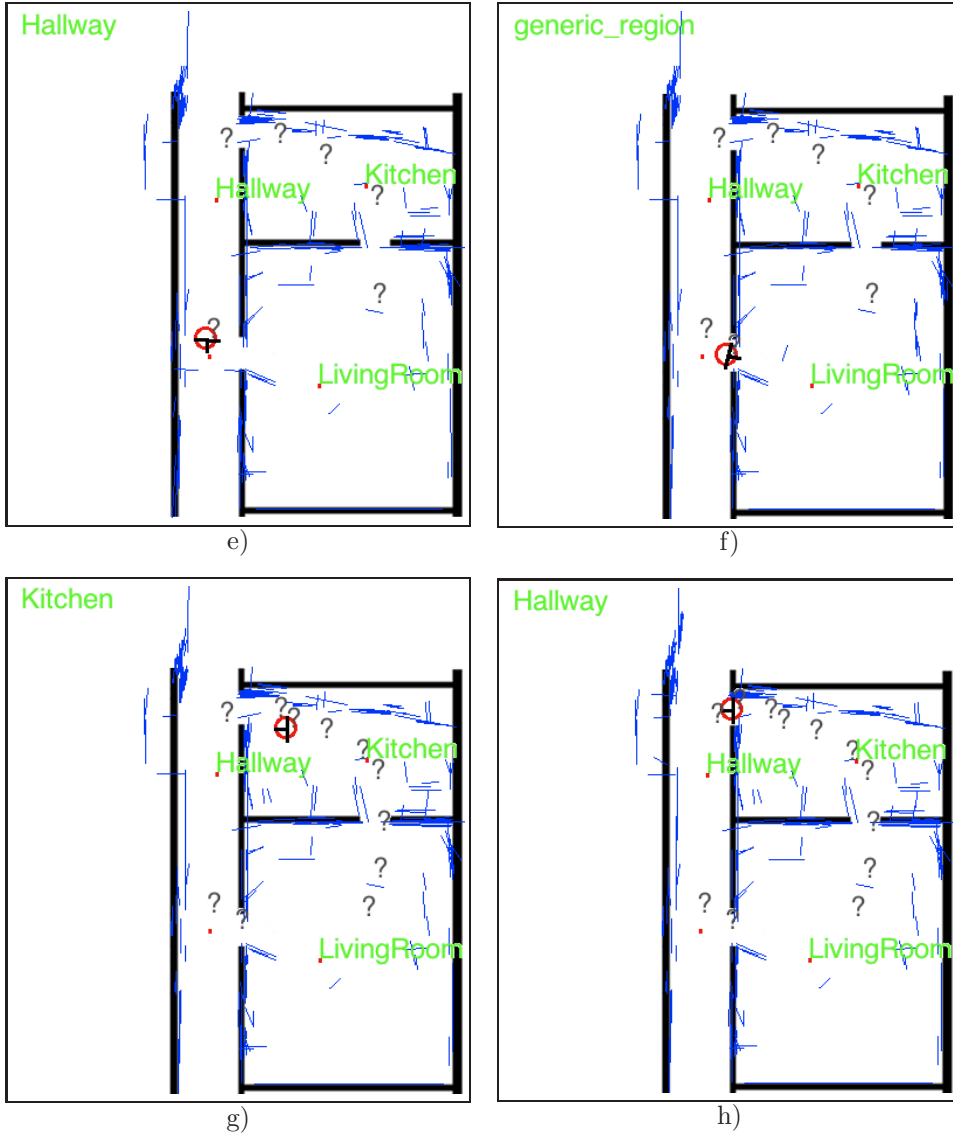 Hallway
? ? ?
Kitchen
Hallway ?
?
?
LivingRoom
e)
generic_region
? ? ?
Kitchen
Hallway ?
?
? ?
LivingRoom
f)
Kitchen
? ? ? ?
? Kitchen
Hallway ?
?
?
? ?
?
LivingRoom
g)
Hallway
? ? ? ? ?
? Kitchen
Hallway ?
?
?
? ?
?
LivingRoom
h)